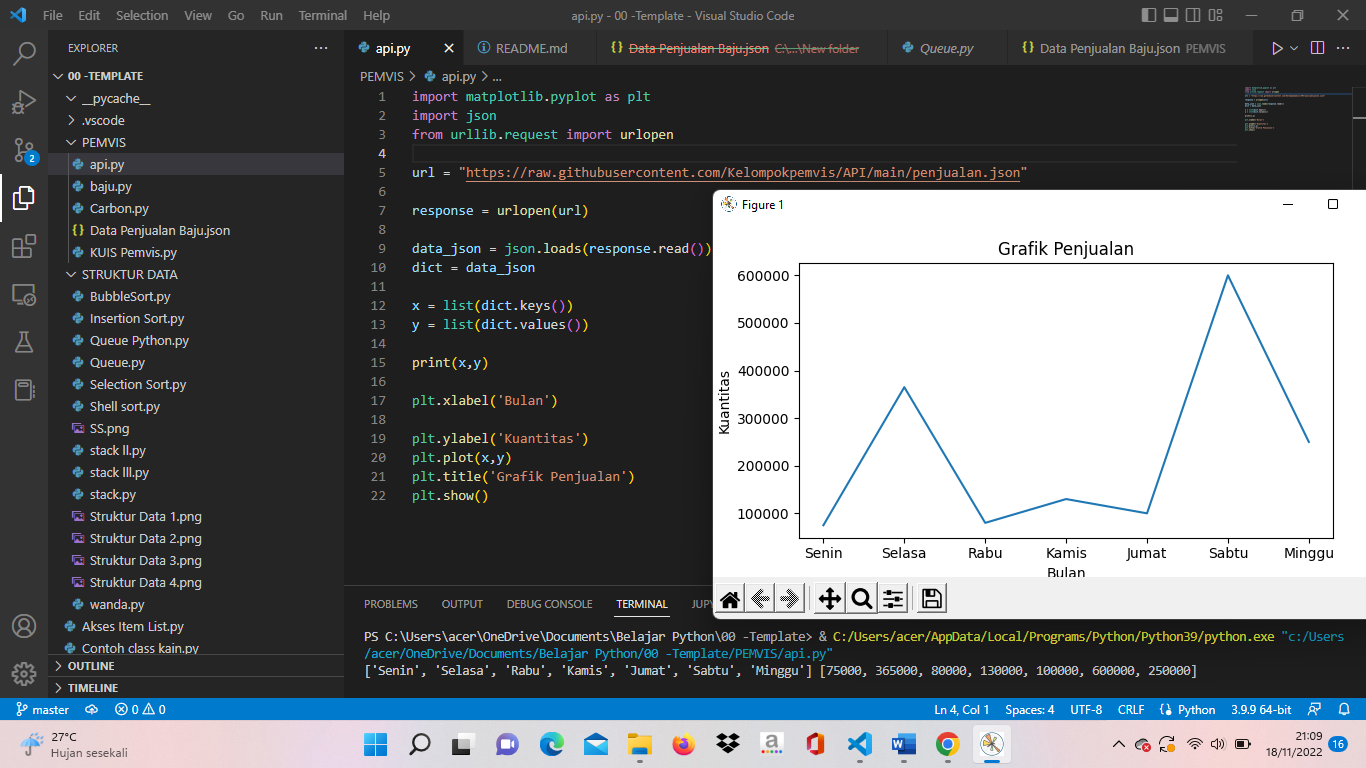 File Edit Selection View Go Run Terminal Help api.py - 00 -Template - Visual Studio Code
EXPLORER
00 -TEMPLATE
__pycache__
.vscode
PEMVIS
api.py
baju.py
Carbon.py
Data Penjualan Baju.json
KUIS Pemvis.py
STRUKTUR DATA
BubbleSort.py
Insertion Sort.py
Queue Python.py
Queue.py
Selection Sort.py
Shell sort.py
SS.png
stack ll.py
stack lll.py
stack.py
Struktur Data 1.png
Struktur Data 2.png
Struktur Data 3.png
Struktur Data 4.png
wanda.py
Akses Item List.py
Contoh class kain.py
OUTLINE
TIMELINE
2
api.py README.md Data Penjualan Baju.json C:\...\New folder Queue.py Data Penjualan Baju.json PEMVIS
PEMVIS > api.py > ...
1 import matplotlib.pyplot as plt
2 import json
3 from urllib.request import urlopen
4
5 url = "https://raw.githubusercontent.com/Kelompokpemvis/API/main/penjualan.json"
6
7 response = urlopen(url)
8
9 data_json = json.loads(response.read())
10 dict = data_json
11
12 x = list(dict.keys())
13 y = list(dict.values())
14
15 print(x,y)
16
17 plt.xlabel('Bulan')
18
19 plt.ylabel('Kuantitas')
20 plt.plot(x,y)
21 plt.title('Grafik Penjualan')
22 plt.show()
Figure 1
Grafik Penjualan
600000
500000
400000
300000
200000
100000
Kuantitas
Senin Selasa Rabu Kamis Jumat Sabtu Minggu
Bulan
PROBLEMS OUTPUT DEBUG CONSOLE TERMINAL JUPY
PS C:\Users\acer\OneDrive\Documents\Belajar Python\00 -Template> & C:/Users/acer/AppData/Local/Programs/Python/Python39/python.exe "c:/Users
/acer/OneDrive/Documents/Belajar Python/00 -Template/PEMVIS/api.py"
['Senin', 'Selasa', 'Rabu', 'Kamis', 'Jumat', 'Sabtu', 'Minggu'] [75000, 365000, 80000, 130000, 100000, 600000, 250000]
master 0 0 Ln 4, Col 1 Spaces: 4 UTF-8 CRLF Python 3.9.9 64-bit
27°C
Hujan sesekali
21:09
18/11/2022
16